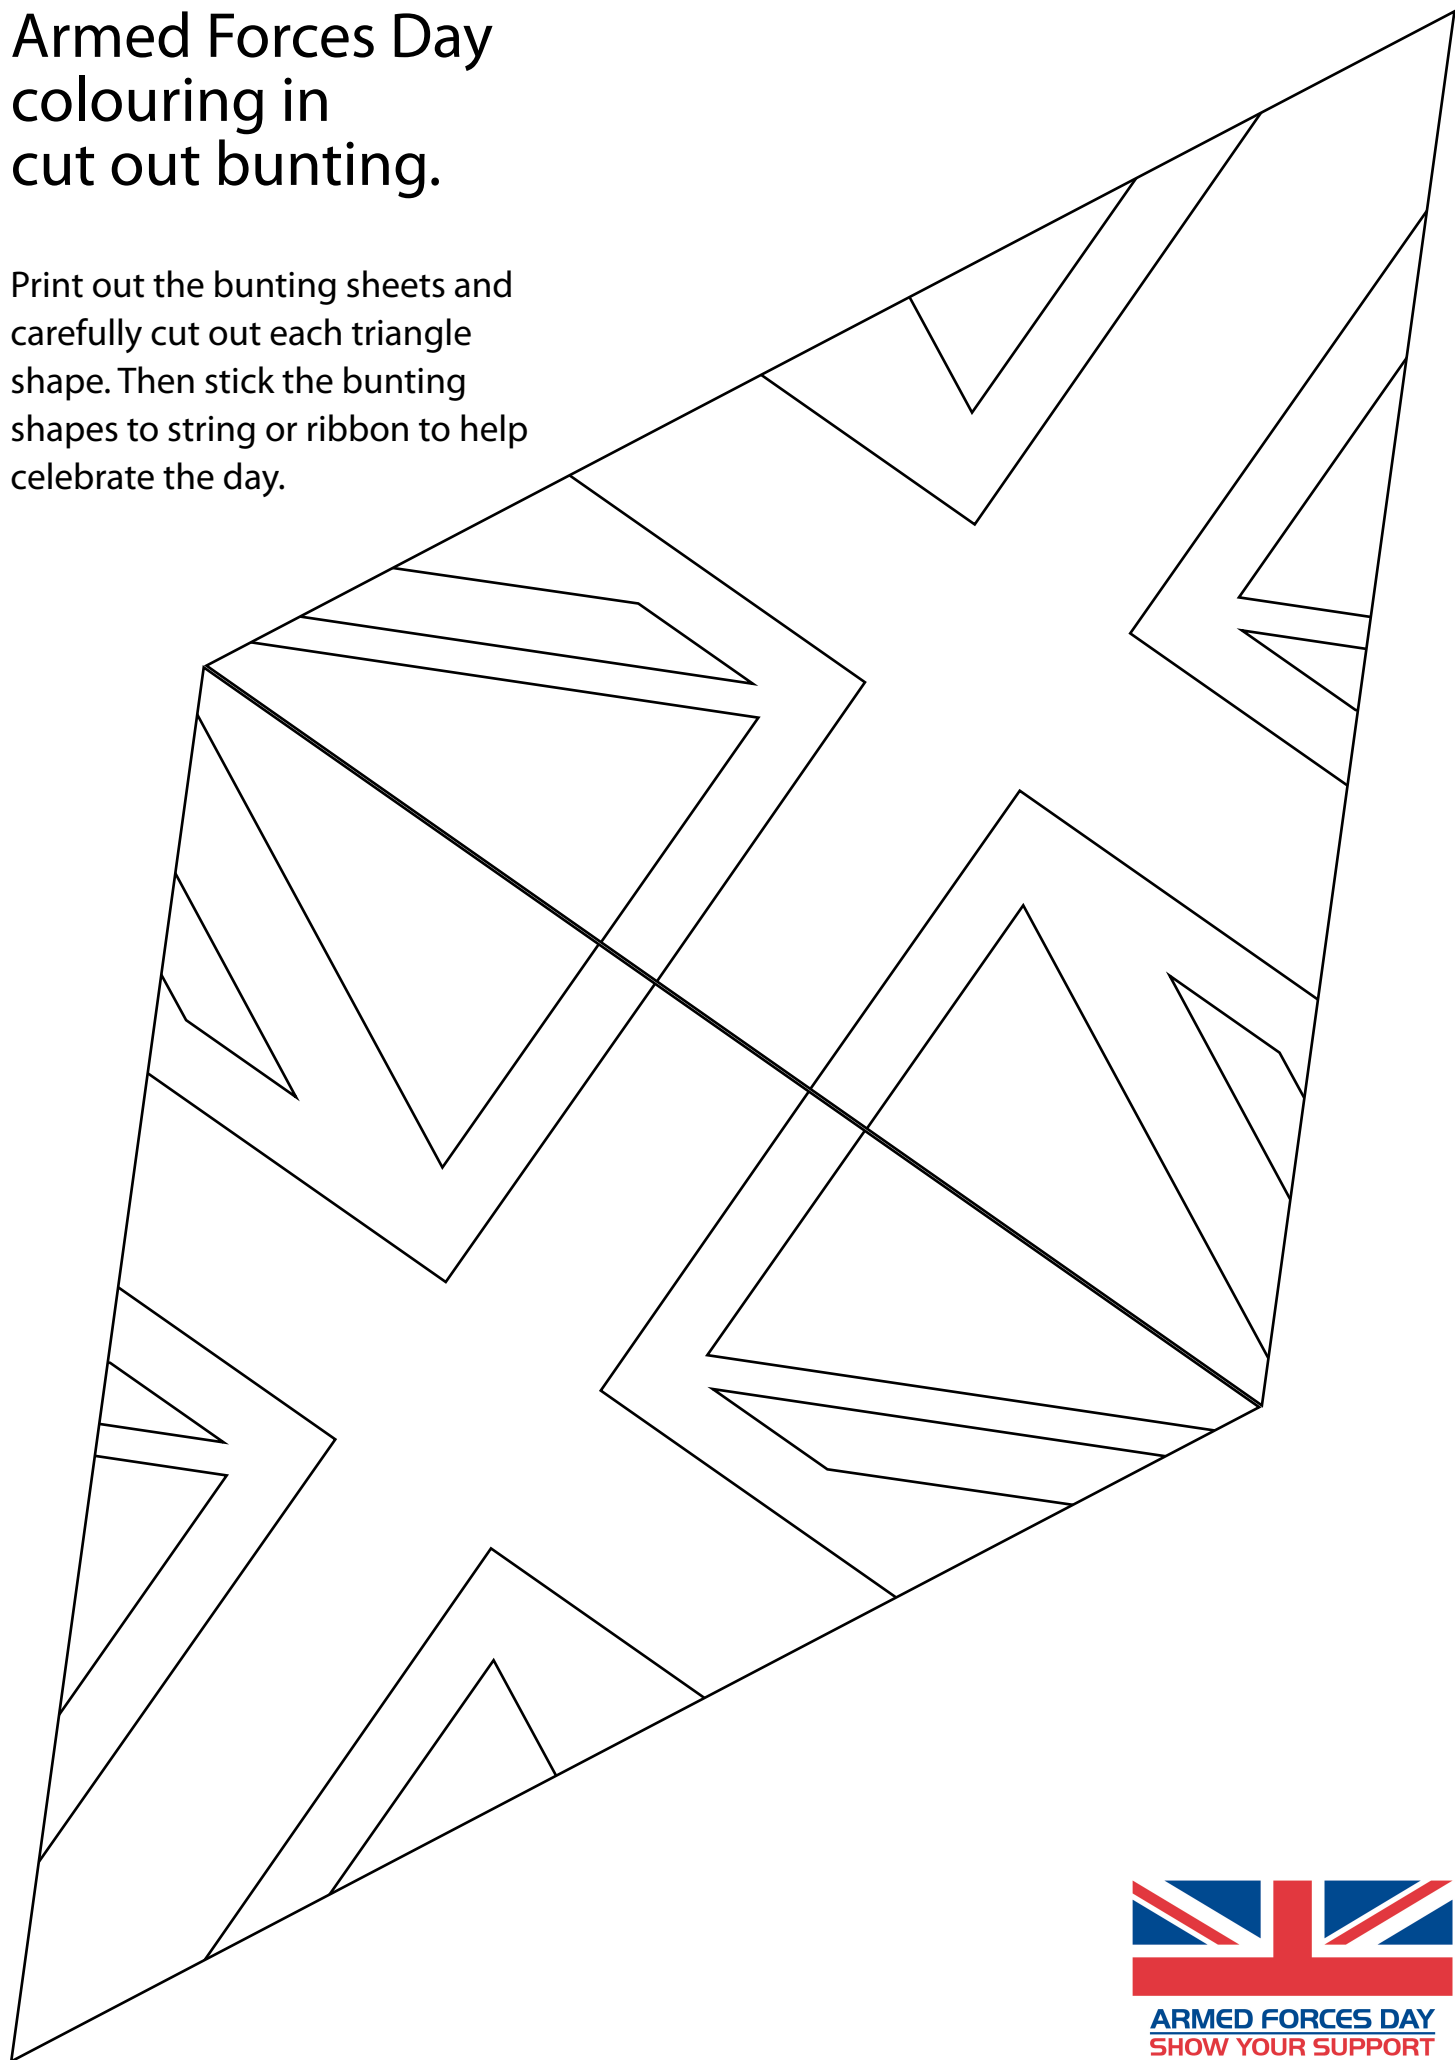 Armed Forces Day
colouring in
cut out bunting.
Print out the bunting sheets and
carefully cut out each triangle
shape. Then stick the bunting
shapes to string or ribbon to help
celebrate the day.
ARMED FORCES DAY
SHOW YOUR SUPPORT